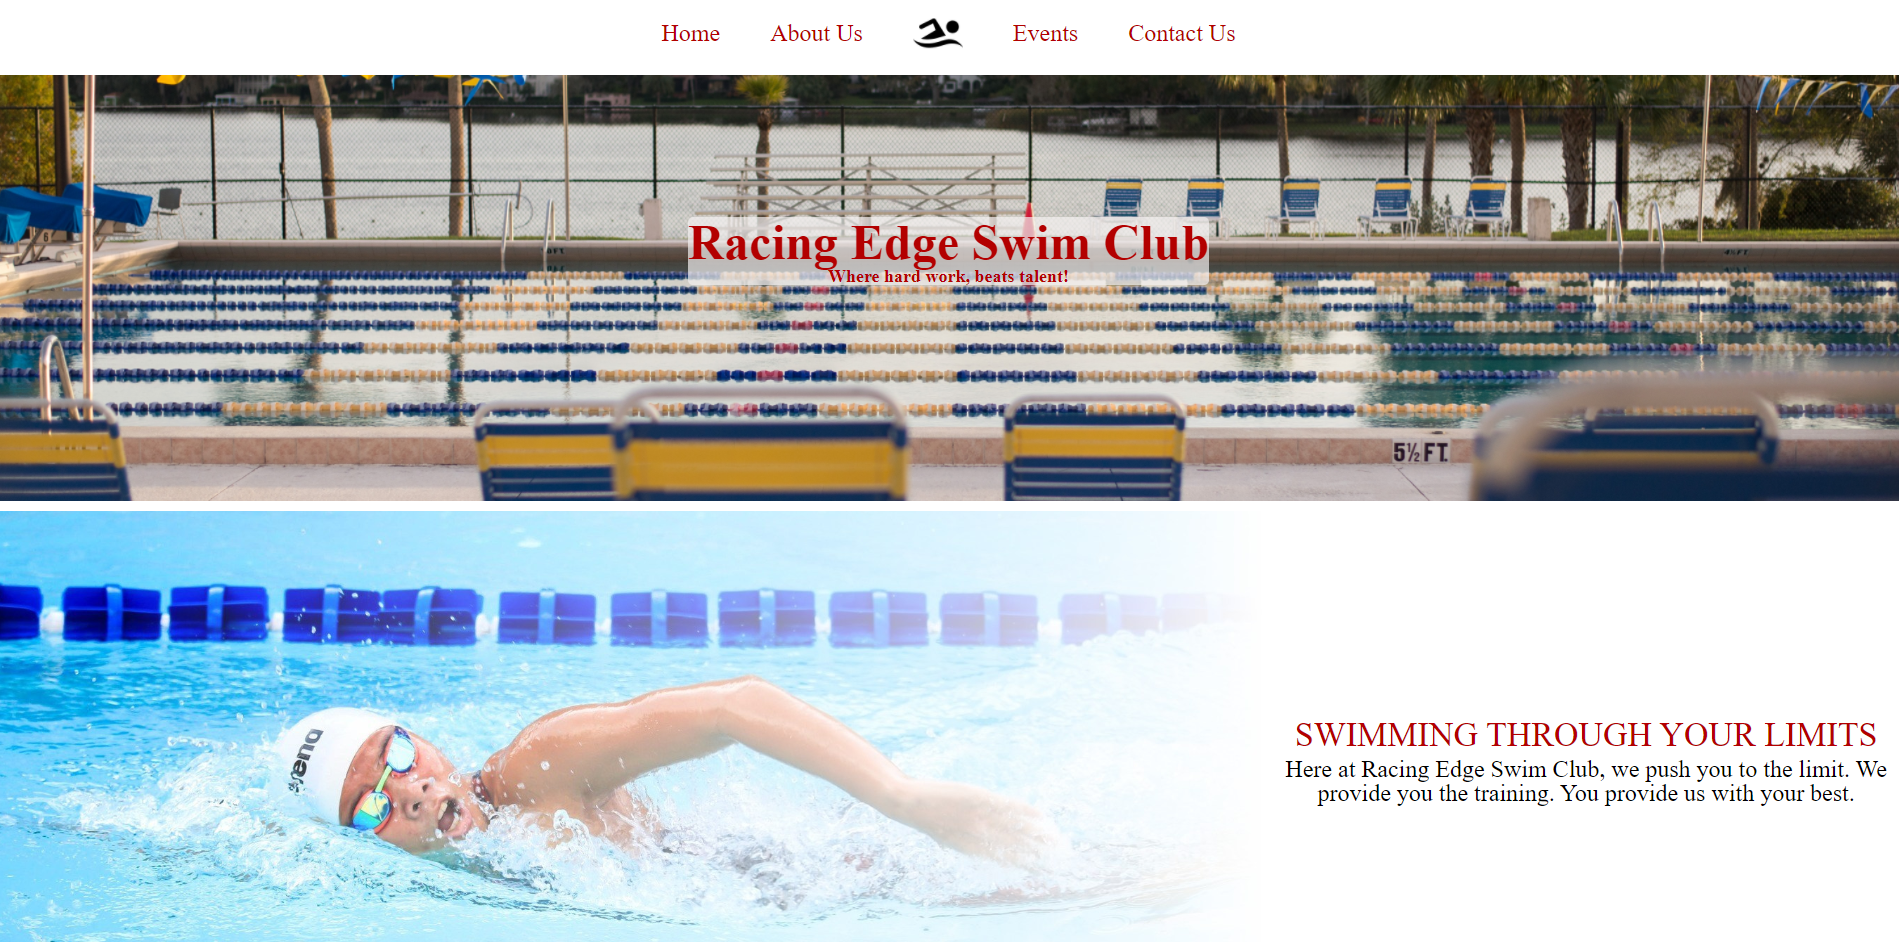 Home About Us Events Contact Us
Racing Edge Swim Club
Where hard work, beats talent!
5½ FT.
arena
SWIMMING THROUGH YOUR LIMITS
Here at Racing Edge Swim Club, we push you to the limit. We
provide you the training. You provide us with your best.